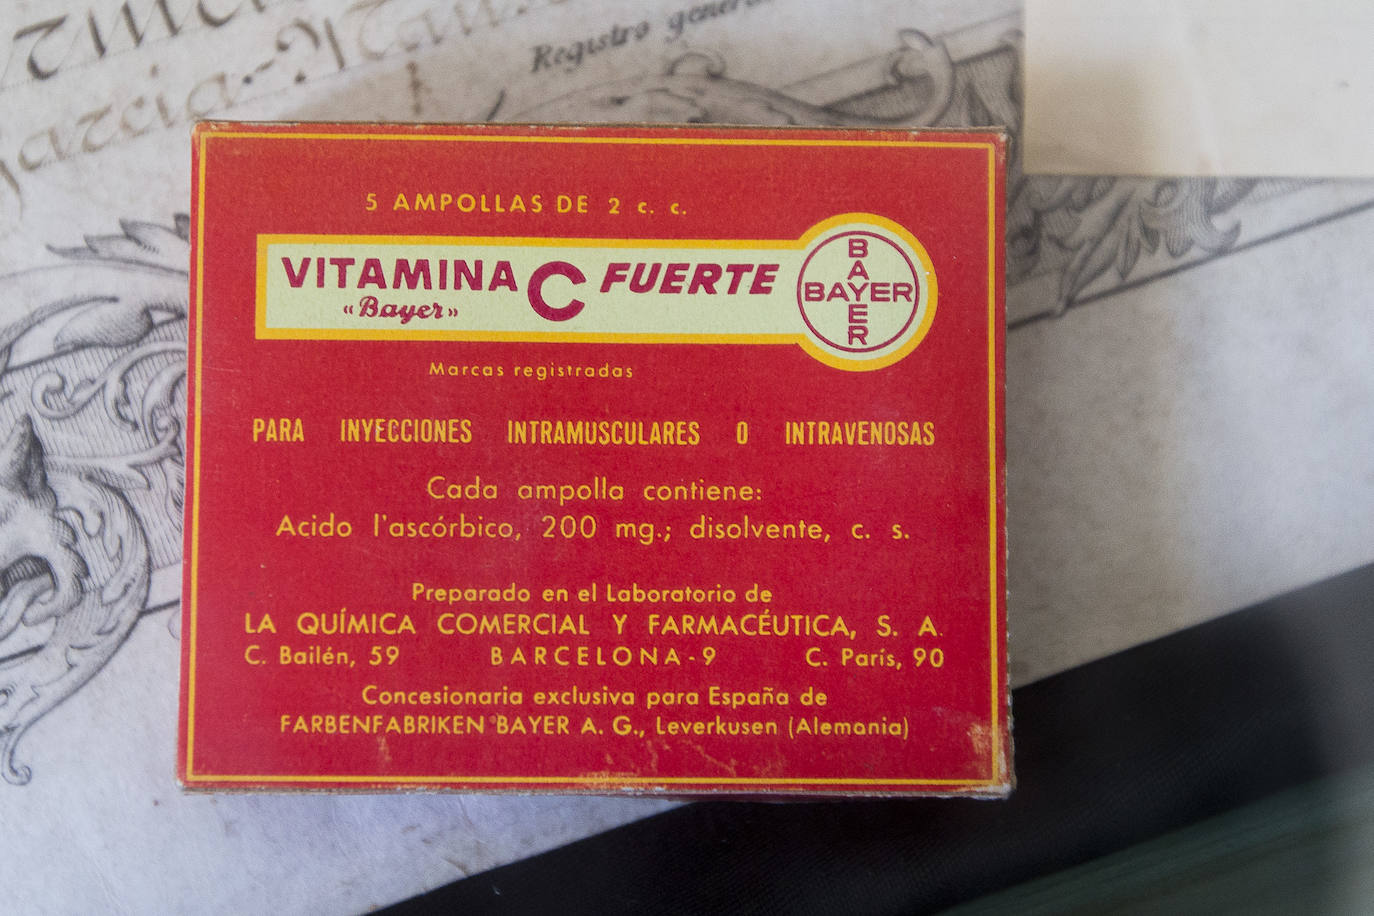 Registro general
5 AMPOLLAS DE 2 c. c.
VITAMINA C FUERTE
«Bayer»
BAYER
BAYER
Marcas registradas
PARA INYECCIONES INTRAMUSCULARES O INTRAVENOSAS
Cada ampolla contiene:
Acido l'ascórbico, 200 mg.; disolvente, c. s.
Preparado en el Laboratorio de
LA QUÍMICA COMERCIAL Y FARMACÉUTICA, S. A.
C. Bailén, 59 BARCELONA-9 C. París, 90
Concesionaria exclusiva para España de
FARBENFABRIKEN BAYER A. G., Leverkusen (Alemania)